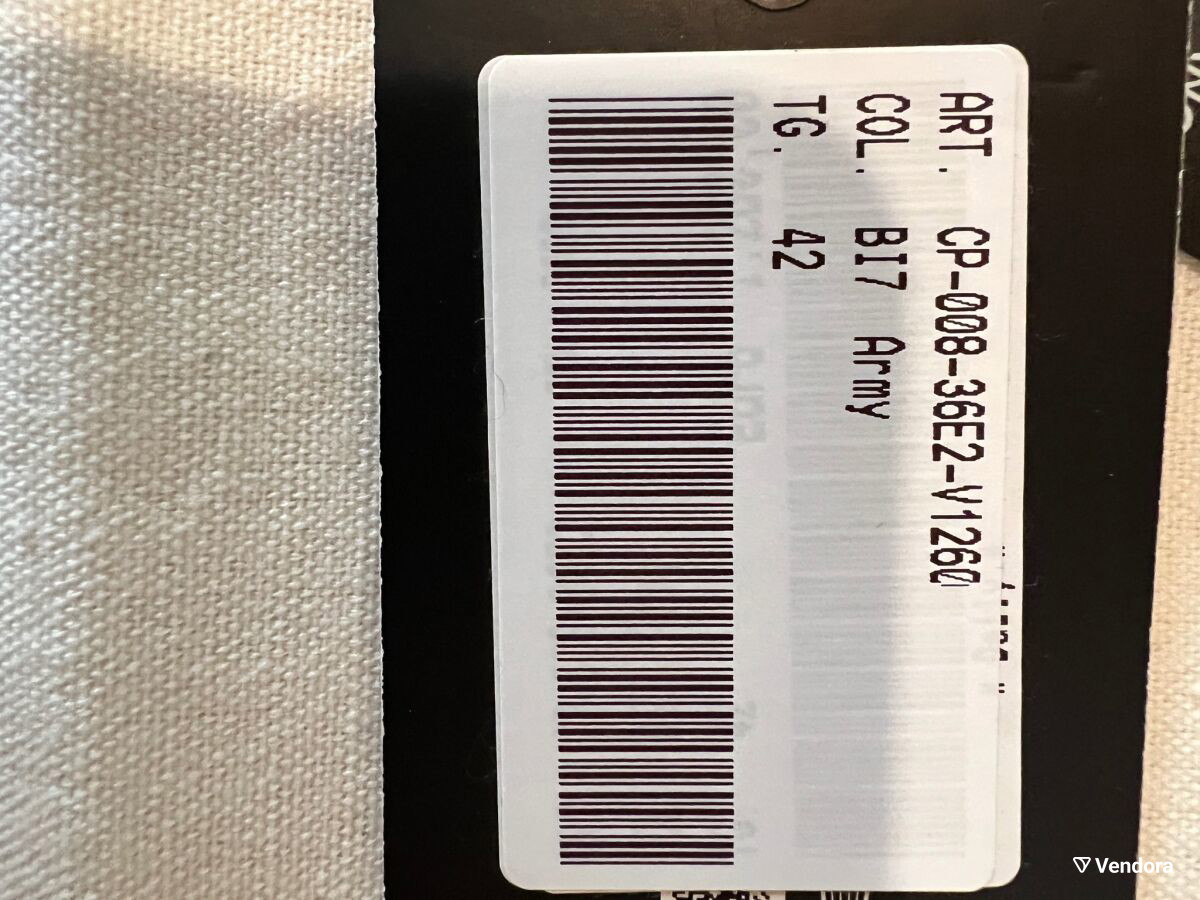 ART. CP-008-36E2-V1260
COL. BI7 Army
TG. 42
Vendora